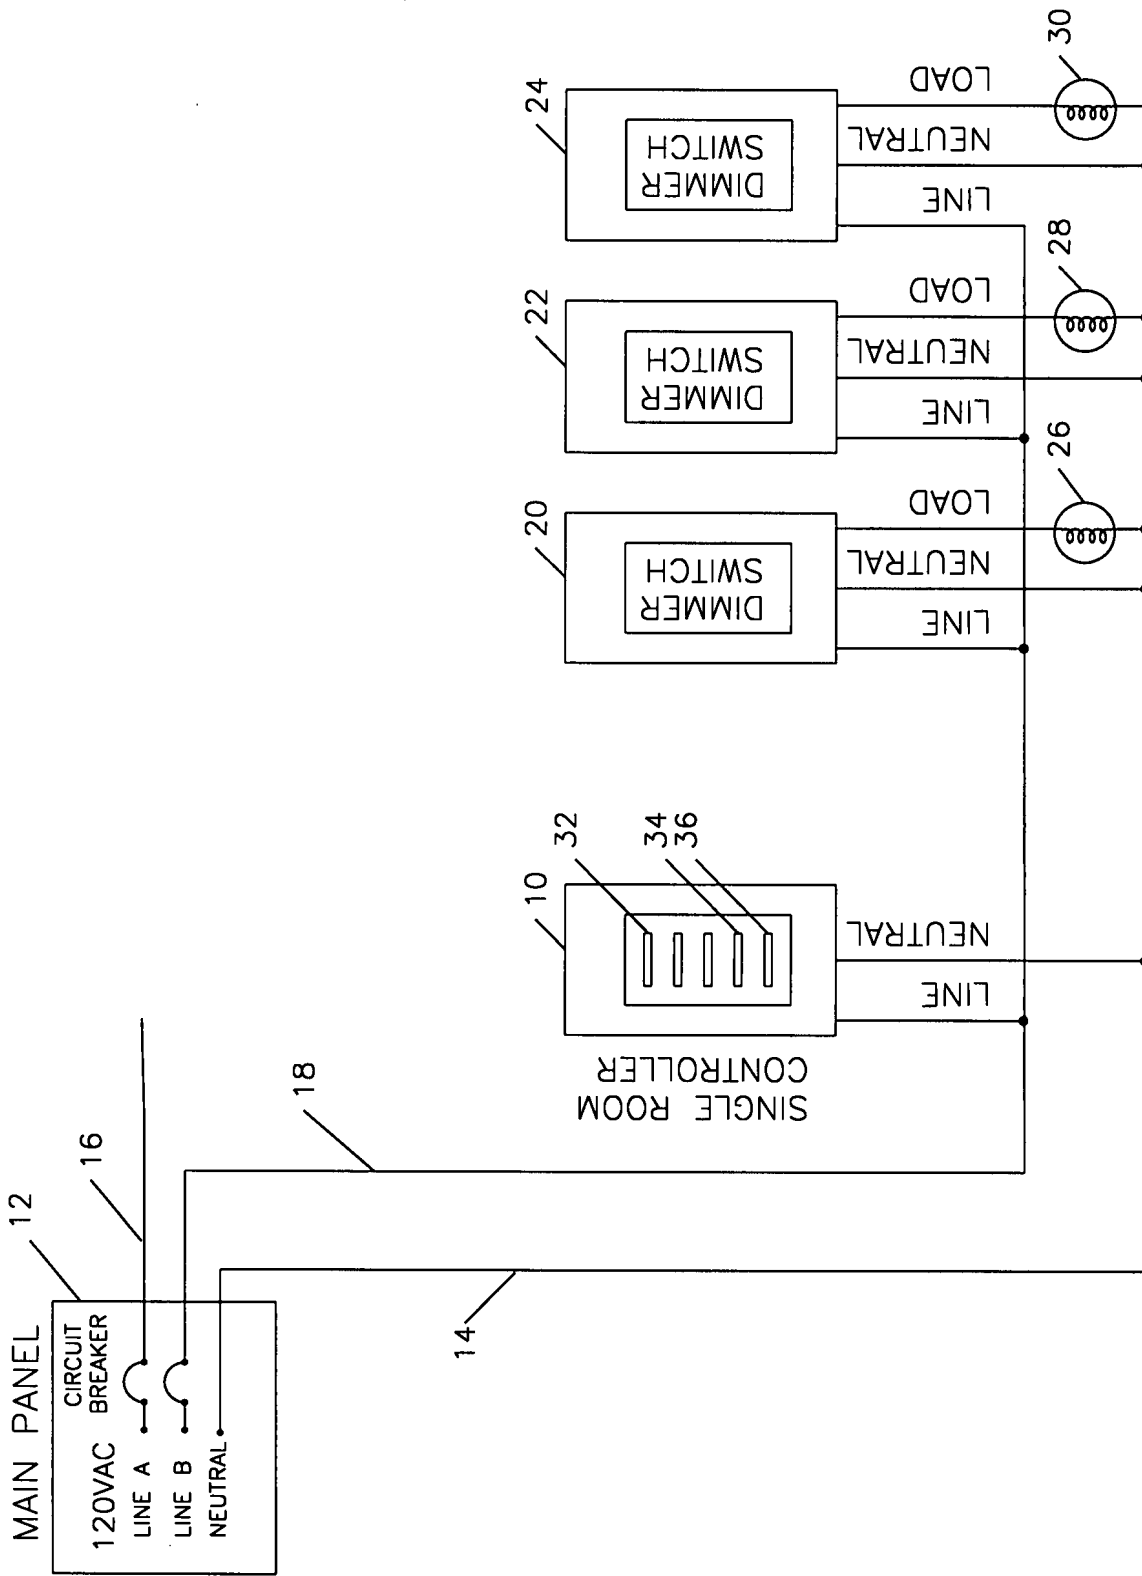 MAIN PANEL
12
CIRCUIT
BREAKER
120VAC
LINE A
LINE B
NEUTRAL
16
18
14
SINGLE ROOM
CONTROLLER
10
32
34
36
LINE
NEUTRAL
20
DIMMER
SWITCH
LINE
NEUTRAL
LOAD
26
22
DIMMER
SWITCH
LINE
NEUTRAL
LOAD
28
24
DIMMER
SWITCH
LINE
NEUTRAL
LOAD
30